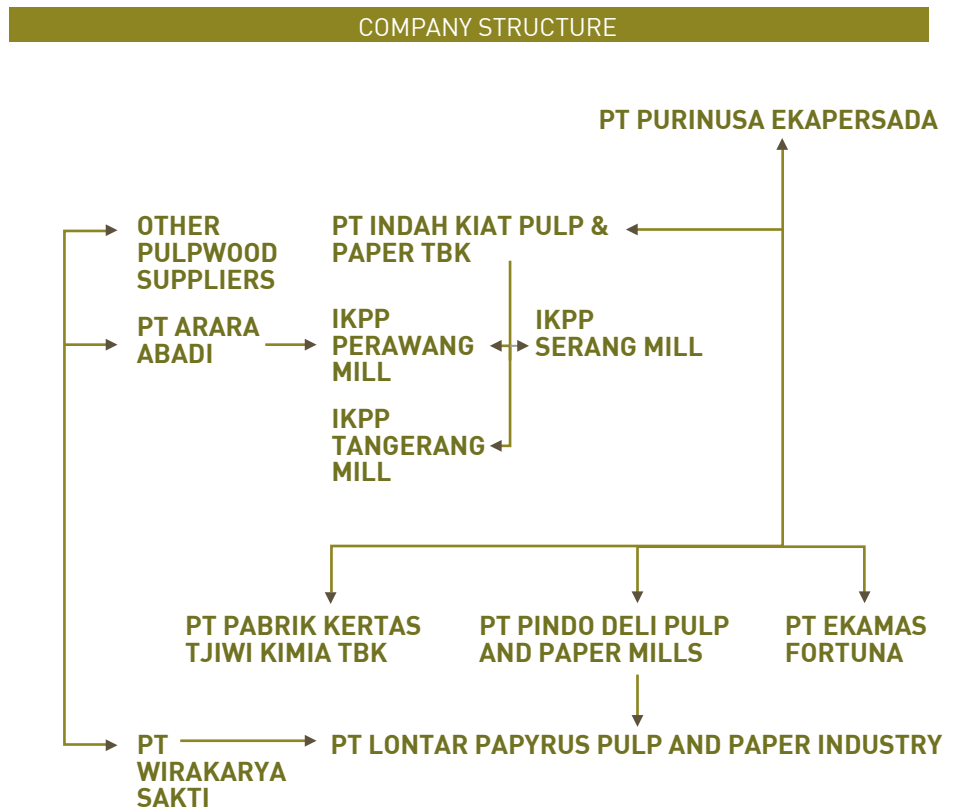 COMPANY STRUCTURE
PT PURINUSA EKAPERSADA
OTHER
PULPWOOD
SUPPLIERS
PT INDAH KIAT PULP &
PAPER TBK
PT ARARA
ABADI
IKPP
PERAWANG
MILL
IKPP
SERANG MILL
IKPP
TANGERANG
MILL
PT PABRIK KERTAS
TJIWI KIMIA TBK
PT PINDO DELI PULP
AND PAPER MILLS
PT EKAMAS
FORTUNA
PT
WIRAKARYA
SAKTI
PT LONTAR PAPYRUS PULP AND PAPER INDUSTRY